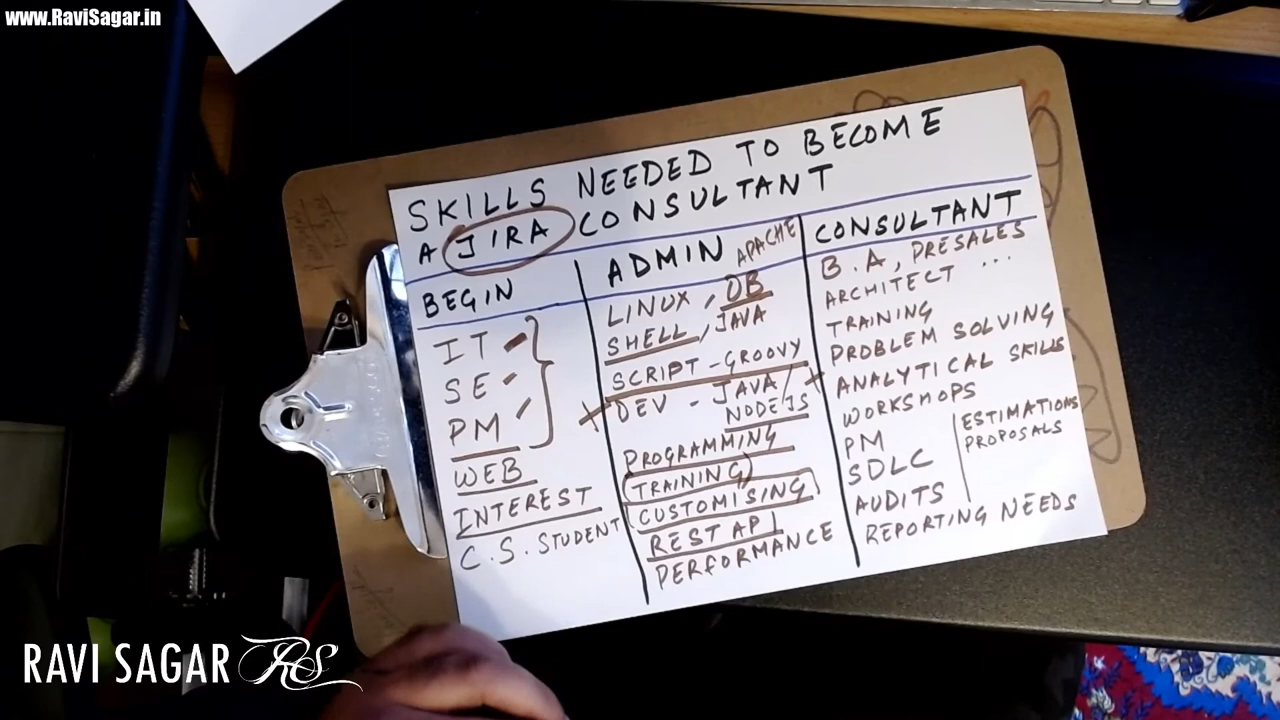 www.RaviSagar.in
SKILLS NEEDED TO BECOME
A JIRA CONSULTANT
BEGIN
IT
SE
PM
WEB
INTEREST
C.S. STUDENT
ADMIN APACHE
LINUX, DB
SHELL, JAVA
SCRIPT - GROOVY
DEV - JAVA/
NODEJS
PROGRAMMING
(TRAINING)
CUSTOMISING
REST API
PERFORMANCE
CONSULTANT
B.A, PRESALES
ARCHITECT ...
TRAINING
PROBLEM SOLVING
ANALYTICAL SKILLS
WORKSHOPS
PM
SDLC
ESTIMATIONS
PROPOSALS
AUDITS
REPORTING NEEDS
RAVI SAGAR RS